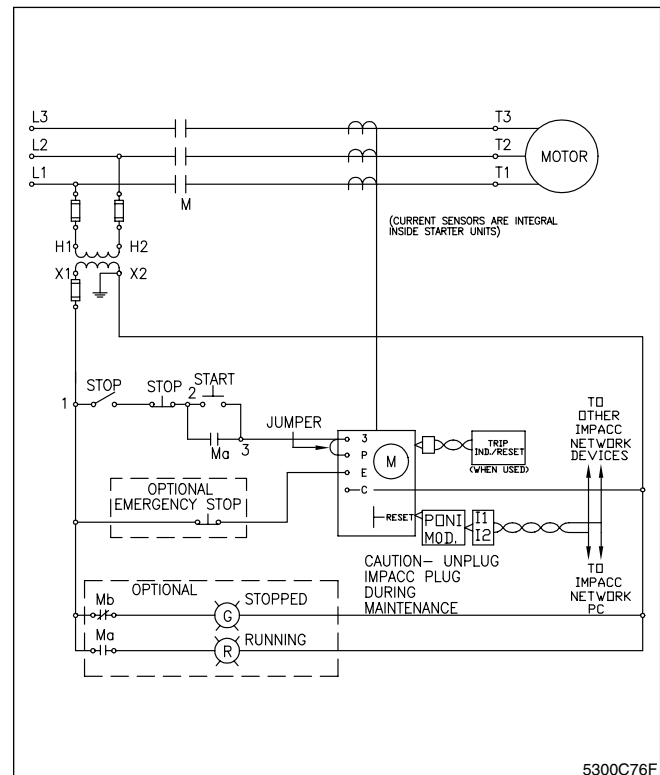 L3
T3
L2
T2
MOTOR
L1
T1
M
(CURRENT SENSORS ARE INTEGRAL
INSIDE STARTER UNITS)
H1
H2
X1
X2
1
STOP
STOP
2
START
Ma
3
JUMPER
3
P
E
C
M
RESET
TRIP
IND./RESET
(WHEN USED)
TO
OTHER
IMPACC
NETWORK
DEVICES
OPTIONAL
EMERGENCY STOP
PONI
MOD.
I1
I2
CAUTION- UNPLUG
IMPACC PLUG
DURING
MAINTENANCE
TO
IMPACC
NETWORK
PC
OPTIONAL
Mb
G
STOPPED
Ma
R
RUNNING
5300C76F